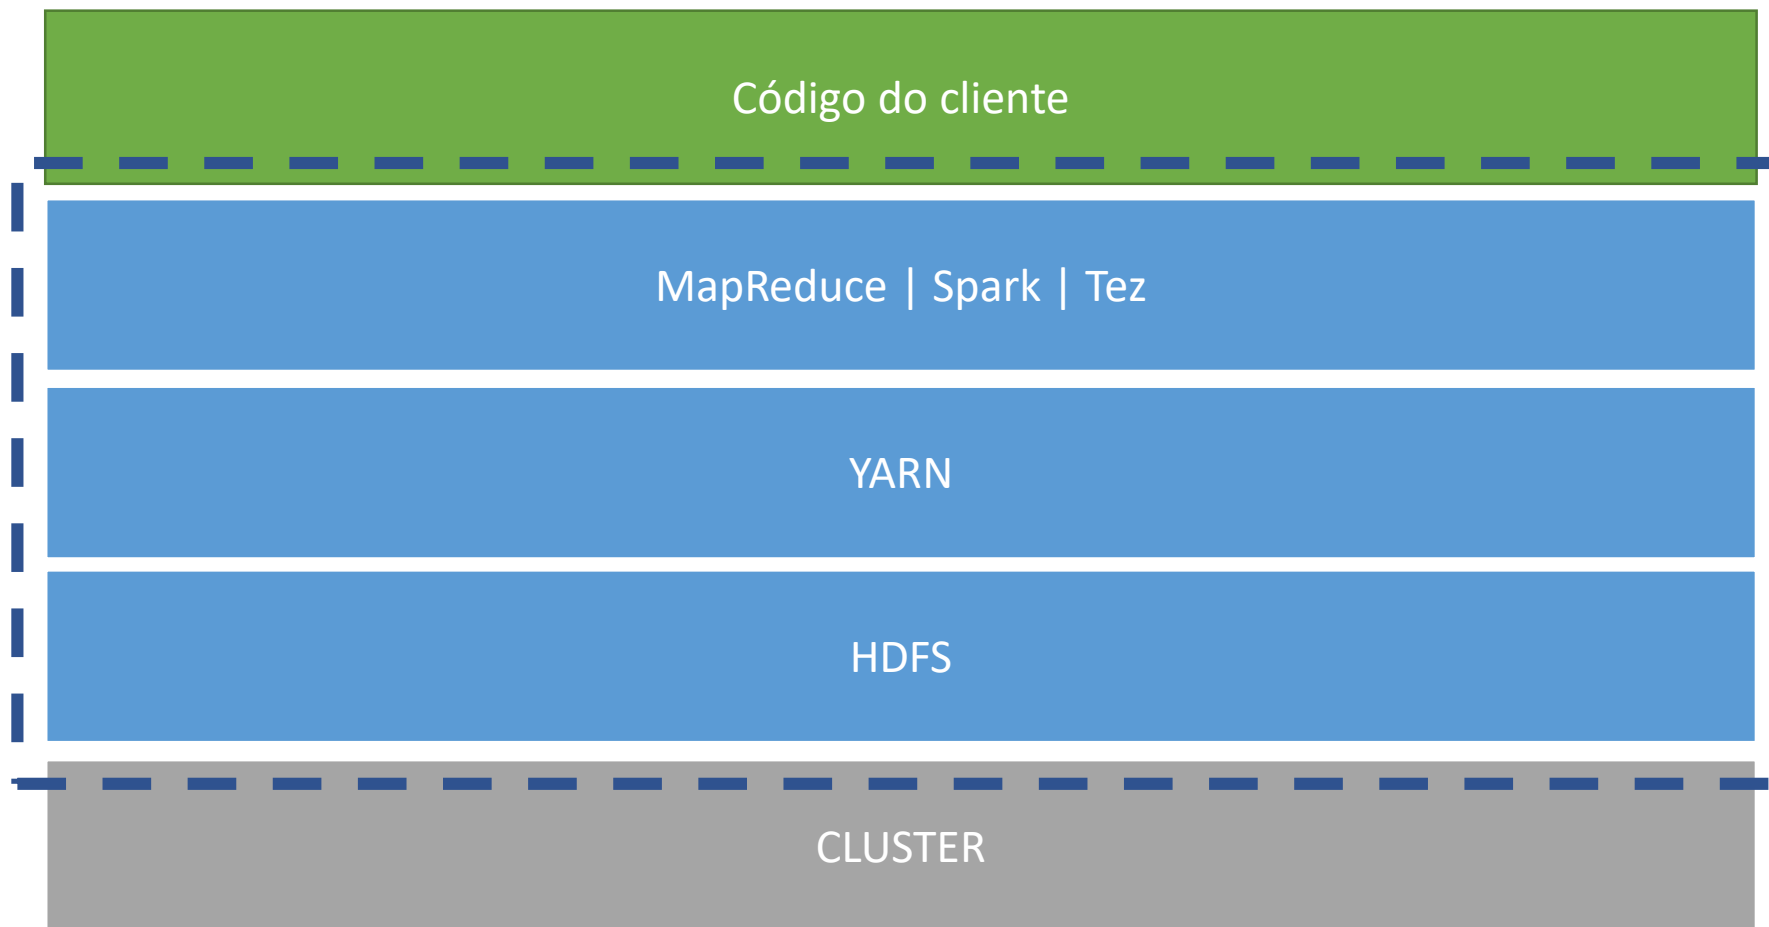 Código do cliente
MapReduce | Spark | Tez
YARN
HDFS
CLUSTER